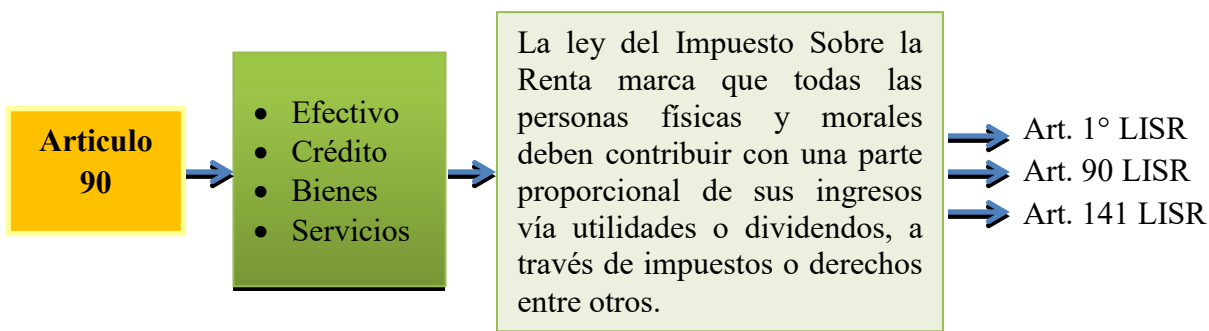 Articulo
90
• Efectivo
• Crédito
• Bienes
• Servicios
La ley del Impuesto Sobre la
Renta marca que todas las
personas físicas y morales
deben contribuir con una parte
proporcional de sus ingresos
vía utilidades o dividendos, a
través de impuestos o derechos
entre otros.
Art. 1° LISR
Art. 90 LISR
Art. 141 LISR